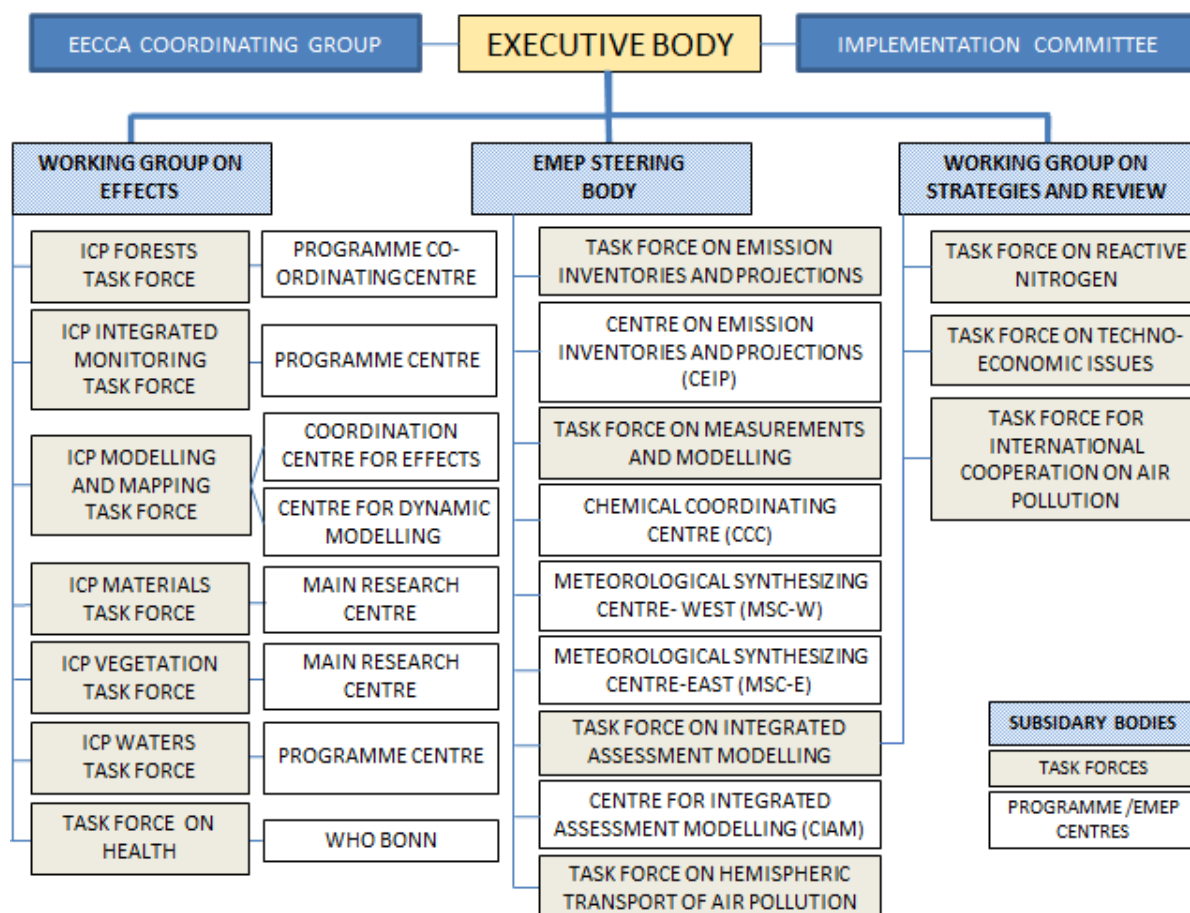 EECCA COORDINATING GROUP
EXECUTIVE BODY
IMPLEMENTATION COMMITTEE
WORKING GROUP ON
EFFECTS
ICP FORESTS
TASK FORCE
PROGRAMME CO-
ORDINATING CENTRE
ICP INTEGRATED
MONITORING
TASK FORCE
PROGRAMME CENTRE
ICP MODELLING
AND MAPPING
TASK FORCE
COORDINATION
CENTRE FOR EFFECTS
CENTRE FOR DYNAMIC
MODELLING
ICP MATERIALS
TASK FORCE
MAIN RESEARCH
CENTRE
ICP VEGETATION
TASK FORCE
MAIN RESEARCH
CENTRE
ICP WATERS
TASK FORCE
PROGRAMME CENTRE
TASK FORCE ON
HEALTH
WHO BONN
EMEP STEERING
BODY
TASK FORCE ON EMISSION
INVENTORIES AND PROJECTIONS
CENTRE ON EMISSION
INVENTORIES AND PROJECTIONS
(CEIP)
TASK FORCE ON MEASUREMENTS
AND MODELLING
CHEMICAL COORDINATING
CENTRE (CCC)
METEOROLOGICAL SYNTHESIZING
CENTRE- WEST (MSC-W)
METEOROLOGICAL SYNTHESIZING
CENTRE-EAST (MSC-E)
TASK FORCE ON INTEGRATED
ASSESSMENT MODELLING
CENTRE FOR INTEGRATED
ASSESSMENT MODELLING (CIAM)
TASK FORCE ON HEMISPHERIC
TRANSPORT OF AIR POLLUTION
WORKING GROUP ON
STRATEGIES AND REVIEW
TASK FORCE ON REACTIVE
NITROGEN
TASK FORCE ON TECHNO-
ECONOMIC ISSUES
TASK FORCE FOR
INTERNATIONAL
COOPERATION ON AIR
POLLUTION
SUBSIDARY BODIES
TASK FORCES
PROGRAMME /EMEP
CENTRES